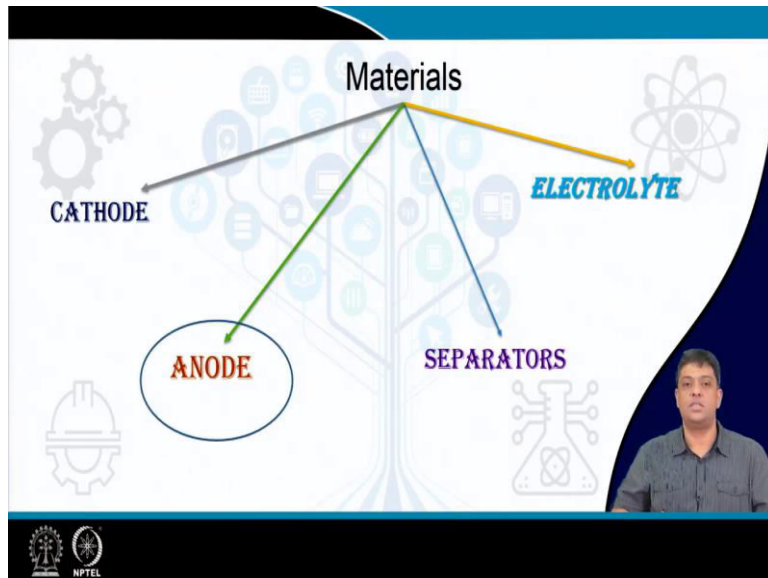 Materials
ELECTROLYTE
CATHODE
ANODE
SEPARATORS
NPTEL